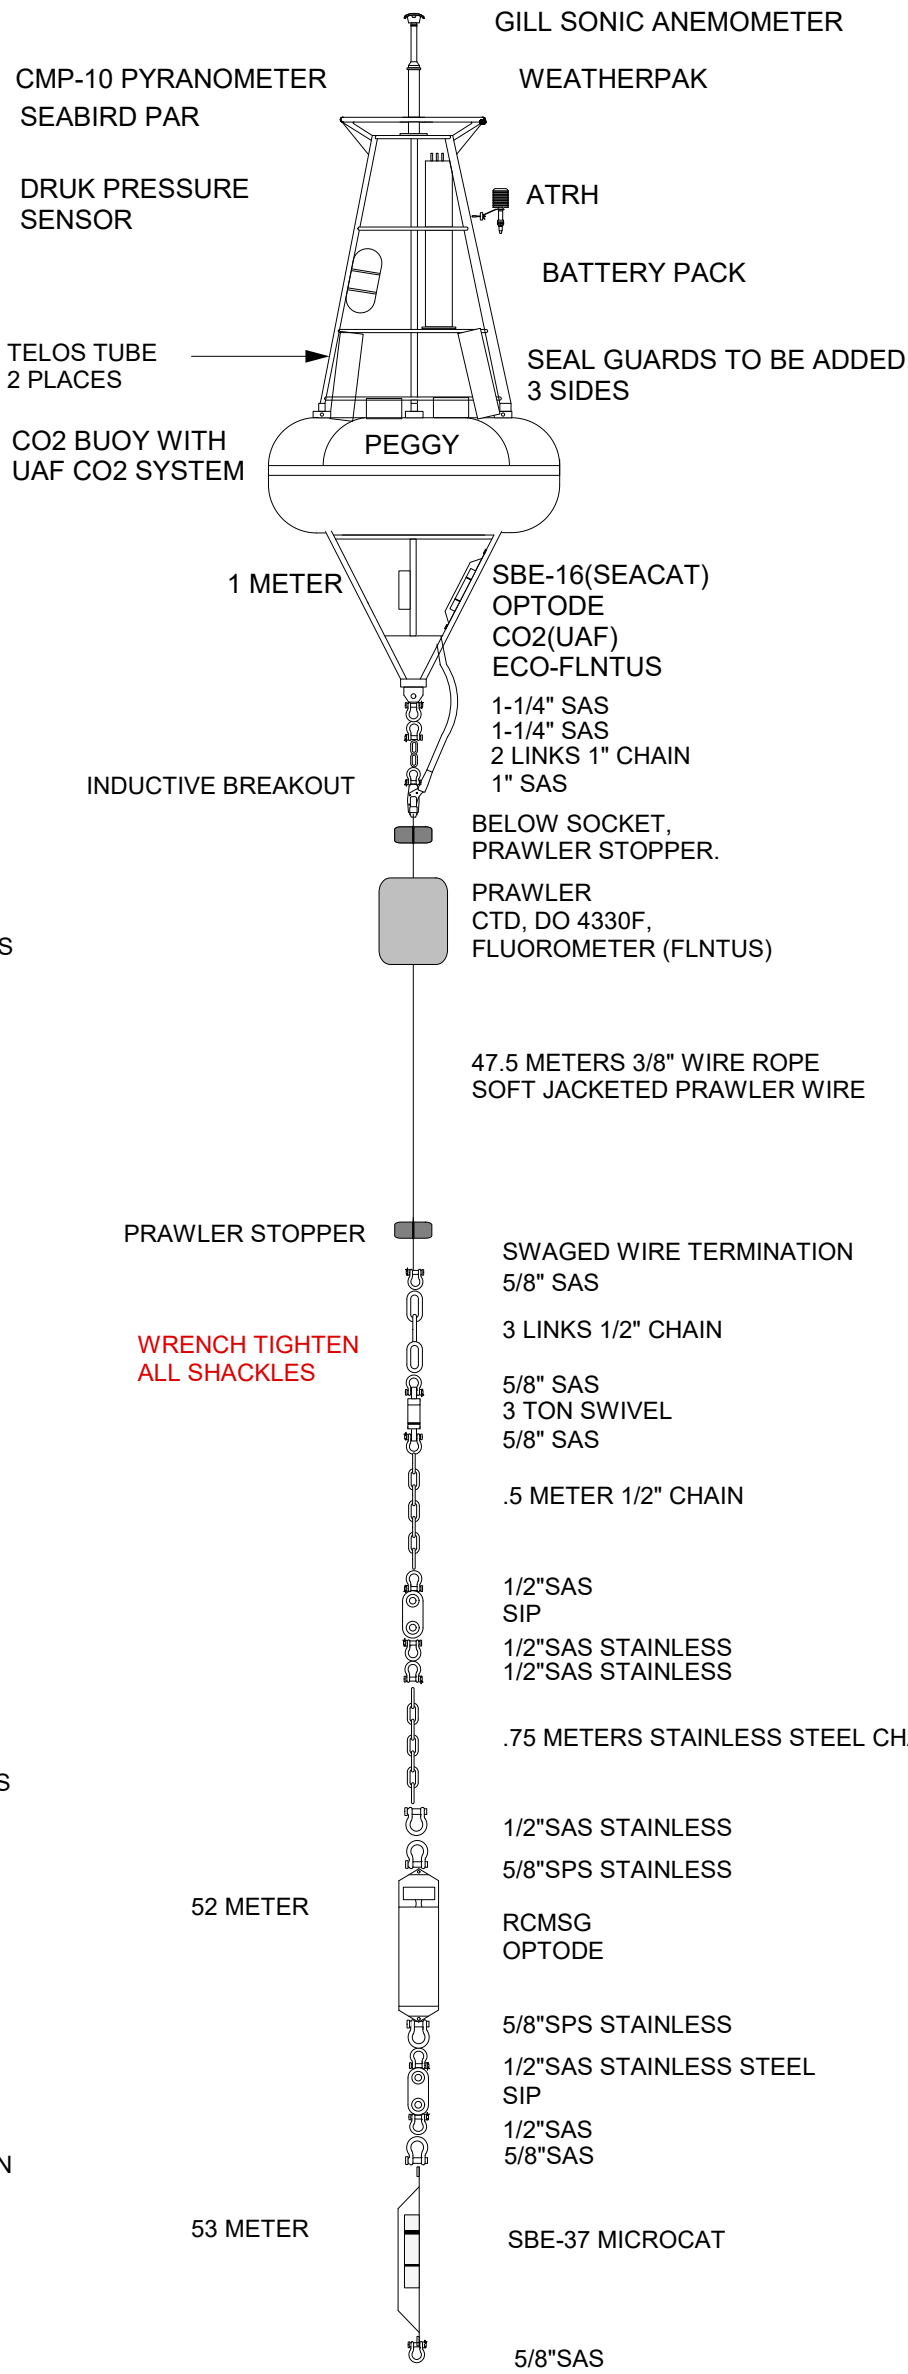 GILL SONIC ANEMOMETER
CMP-10 PYRANOMETER
WEATHERPAK
SEABIRD PAR
DRUK PRESSURE
SENSOR
ATRH
BATTERY PACK
TELOS TUBE
2 PLACES
SEAL GUARDS TO BE ADDED
3 SIDES
CO2 BUOY WITH
UAF CO2 SYSTEM
PEGGY
1 METER
SBE-16(SEACAT)
OPTODE
CO2(UAF)
ECO-FLNTUS
1-1/4" SAS
1-1/4" SAS
2 LINKS 1" CHAIN
1" SAS
INDUCTIVE BREAKOUT
BELOW SOCKET,
PRAWLER STOPPER.
PRAWLER
CTD, DO 4330F,
FLUOROMETER (FLNTUS)
S
47.5 METERS 3/8" WIRE ROPE
SOFT JACKETED PRAWLER WIRE
PRAWLER STOPPER
SWAGED WIRE TERMINATION
5/8" SAS
3 LINKS 1/2" CHAIN
WRENCH TIGHTEN
ALL SHACKLES
5/8" SAS
3 TON SWIVEL
5/8" SAS
.5 METER 1/2" CHAIN
1/2"SAS
SIP
1/2"SAS STAINLESS
1/2"SAS STAINLESS
.75 METERS STAINLESS STEEL
S
1/2"SAS STAINLESS
5/8"SPS STAINLESS
52 METER
RCMSG
OPTODE
5/8"SPS STAINLESS
1/2"SAS STAINLESS STEEL
SIP
1/2"SAS
5/8"SAS
N
53 METER
SBE-37 MICROCAT
5/8"SAS